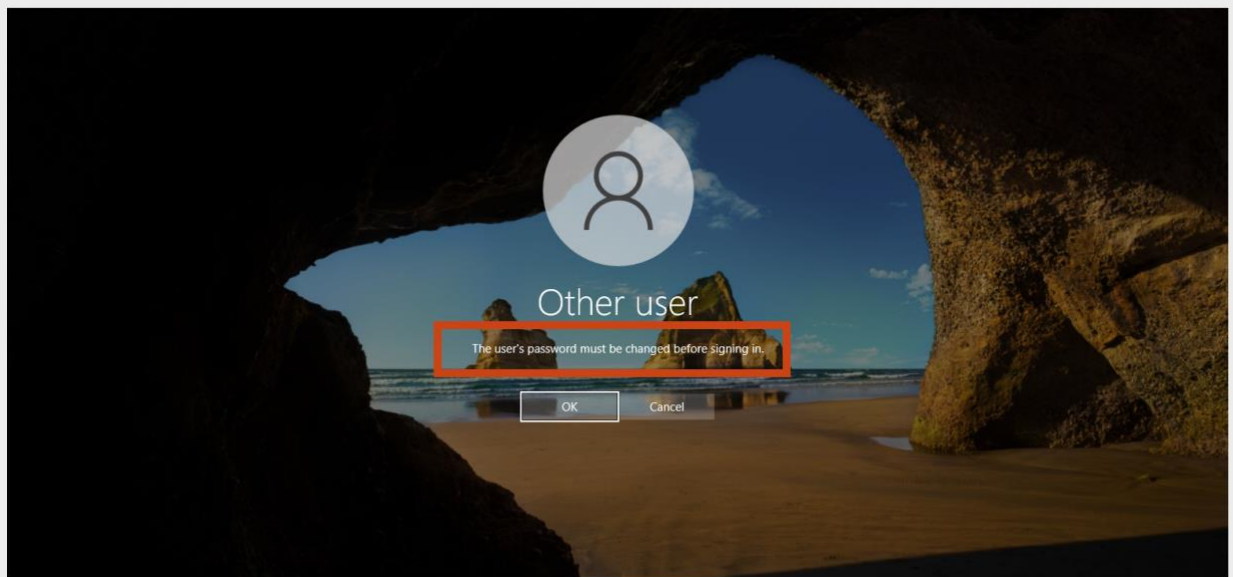 Other user
The user's password must be changed before signing in.
OK
Cancel